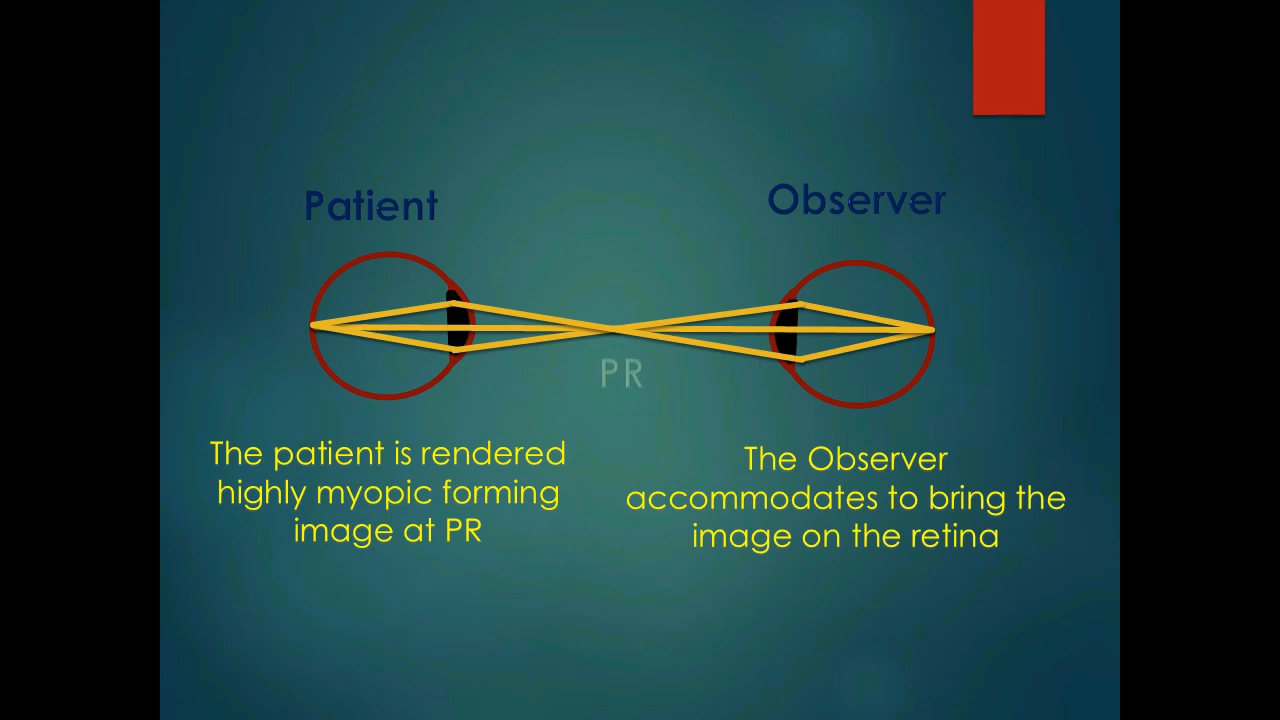 Patient
Observer
PR
The patient is rendered
highly myopic forming
image at PR
The Observer
accommodates to bring the
image on the retina